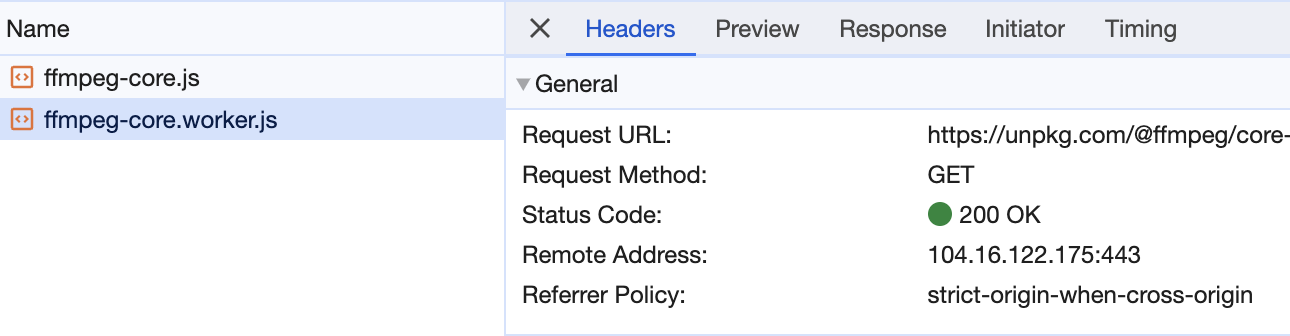 Name
ffmpeg-core.js
ffmpeg-core.worker.js
Headers Preview Response Initiator Timing
General
Request URL: https://unpkg.com/@ffmpeg/core-
Request Method: GET
Status Code: 200 OK
Remote Address: 104.16.122.175:443
Referrer Policy: strict-origin-when-cross-origin